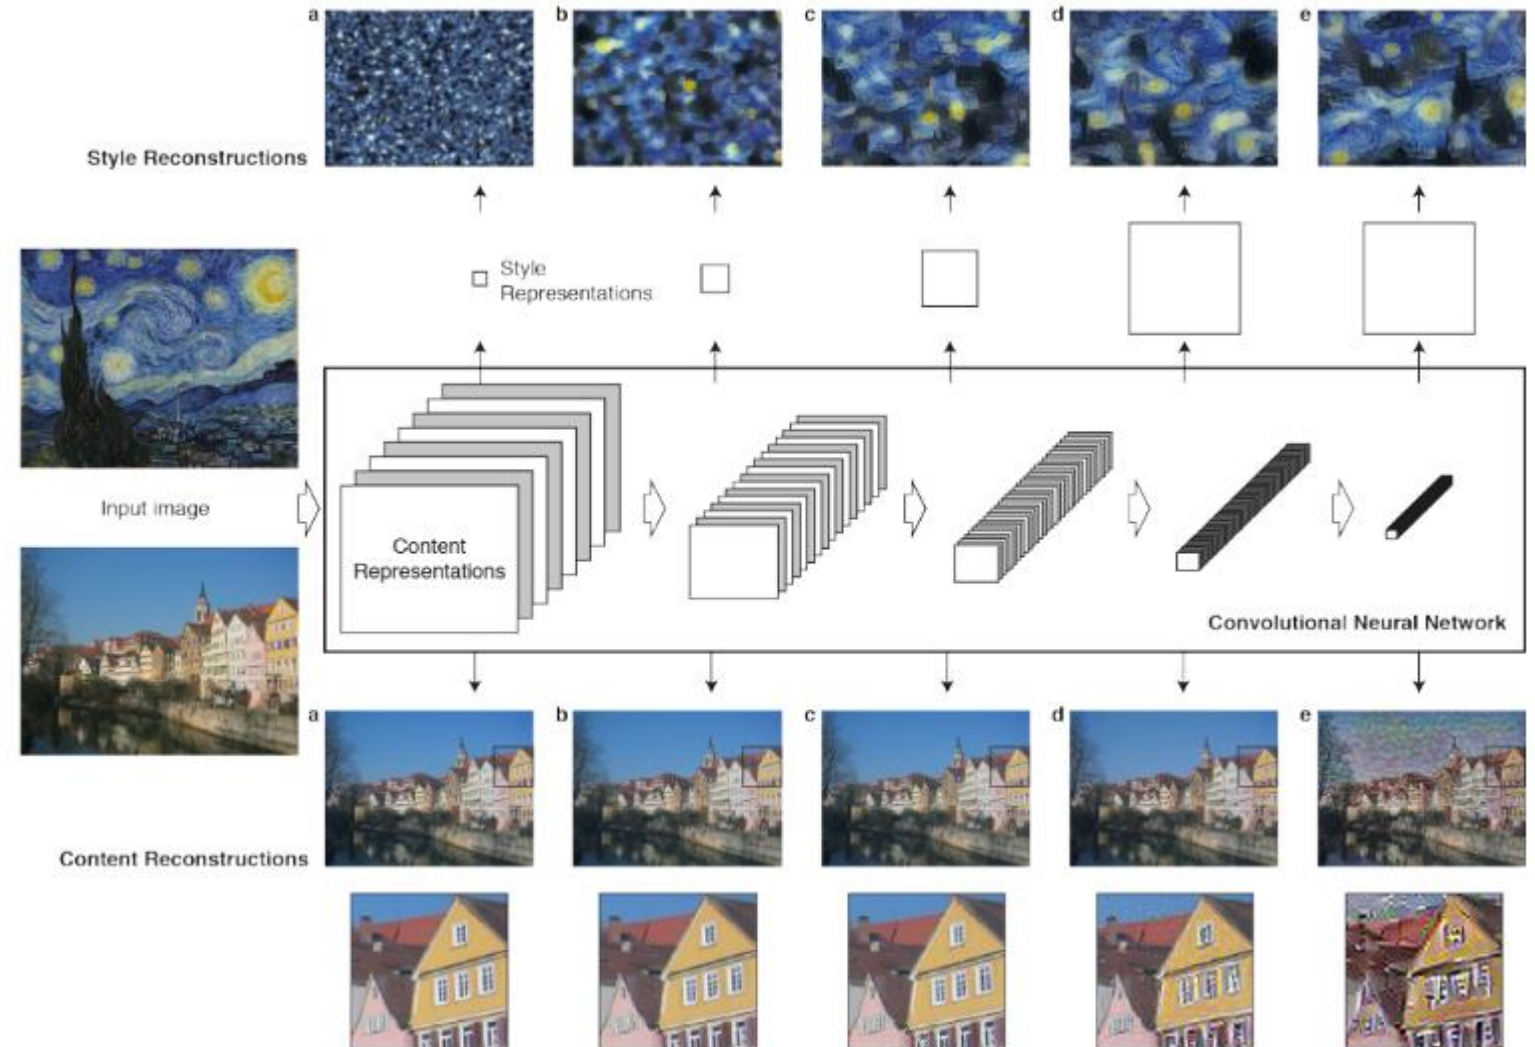 a
b
c
d
e
Style Reconstructions
Style
Representations
Input image
Content
Representations
Convolutional Neural Network
a
b
c
d
e
Content Reconstructions